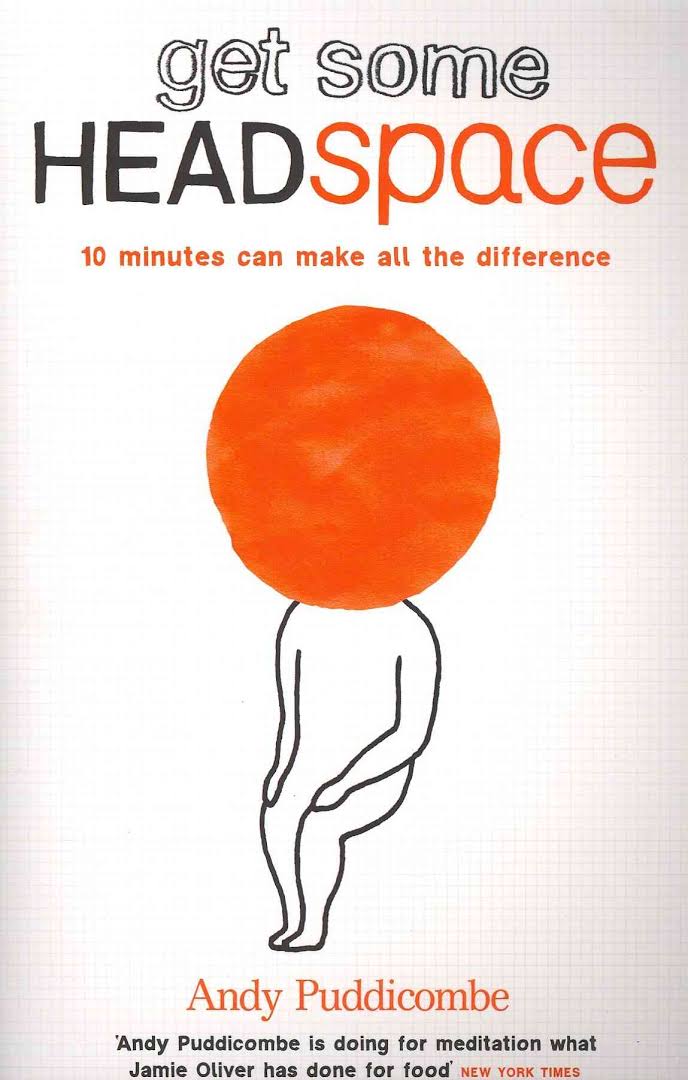 get some
HEADspace
10 minutes can make all the difference
Andy Puddicombe
'Andy Puddicombe is doing for meditation what
Jamie Oliver has done for food' NEW YORK TIMES